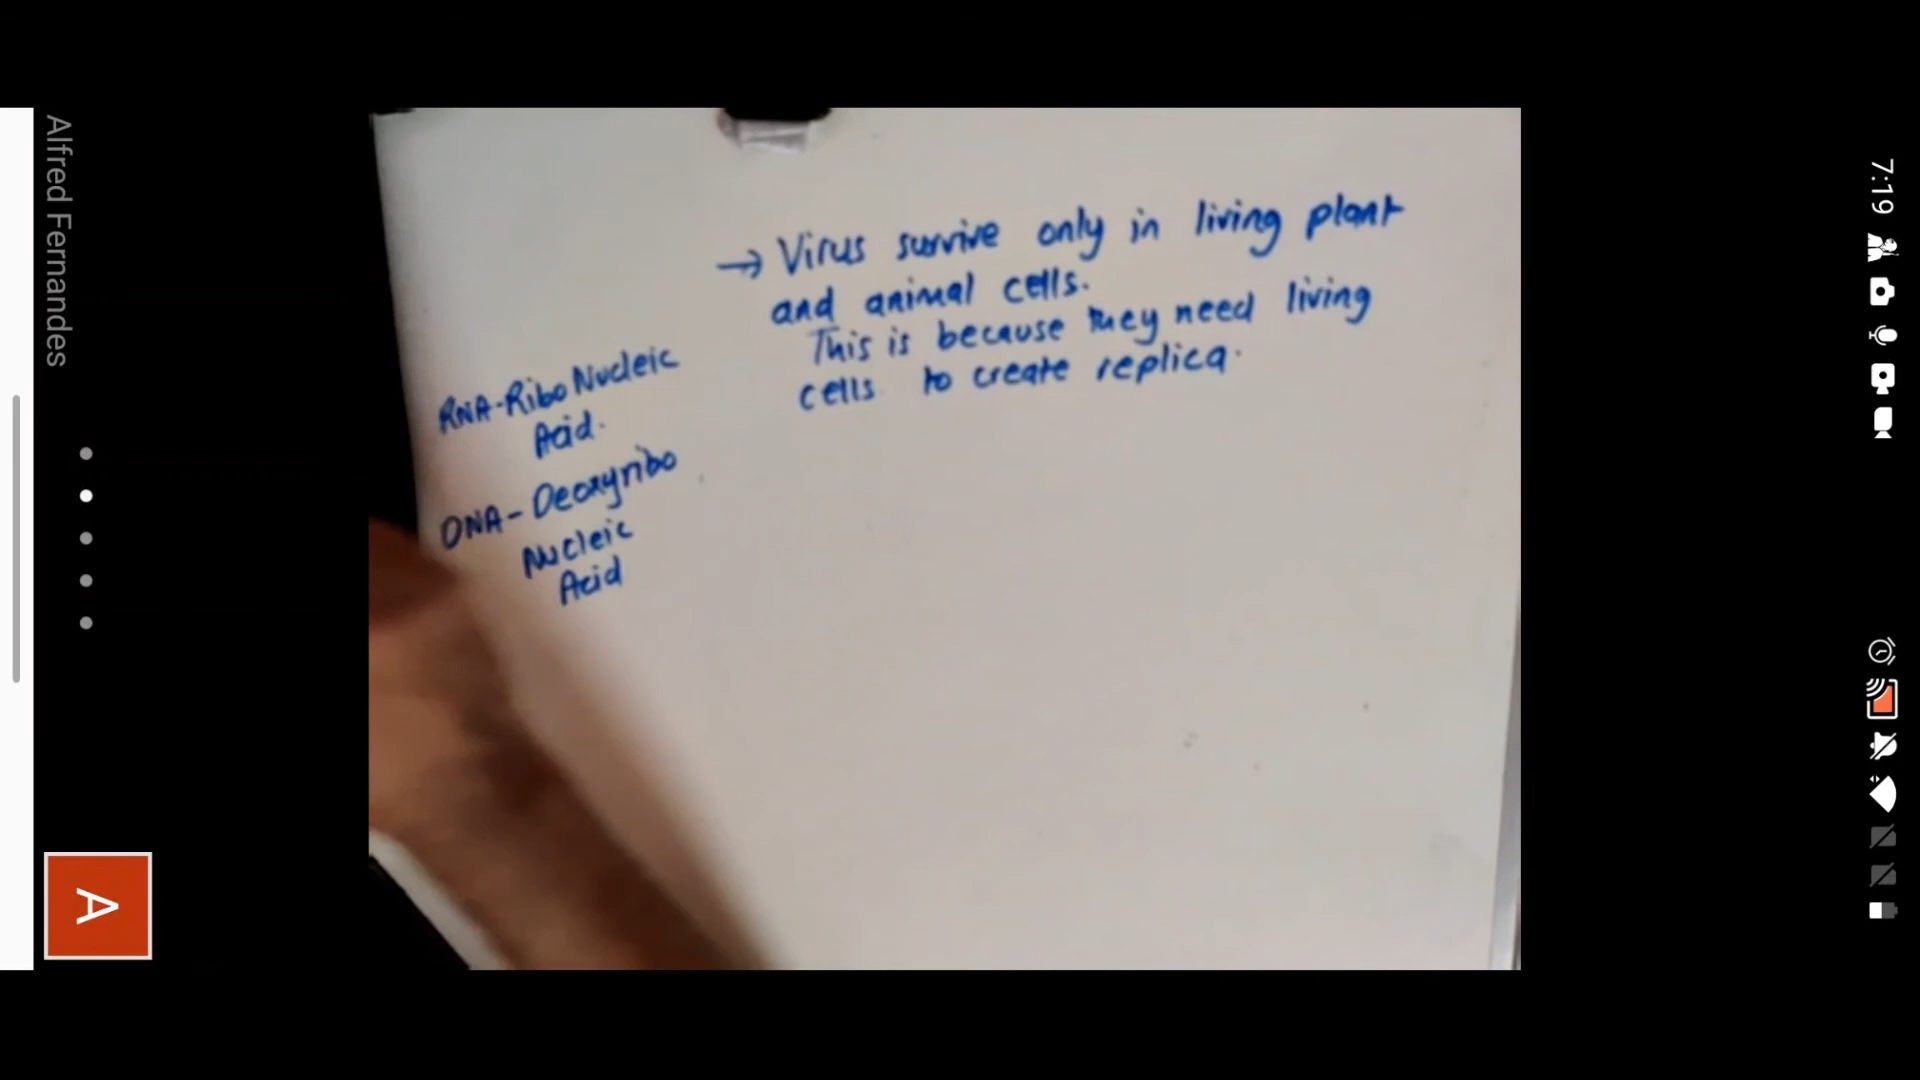 Alfred Fernandes
7:19
→ Virus survive only in living plant
and animal cells.
This is because they need living
cells to create replica.
RNA-Ribo Nucleic
Acid.
DNA-Deoxyribo
Nucleic
Acid
A